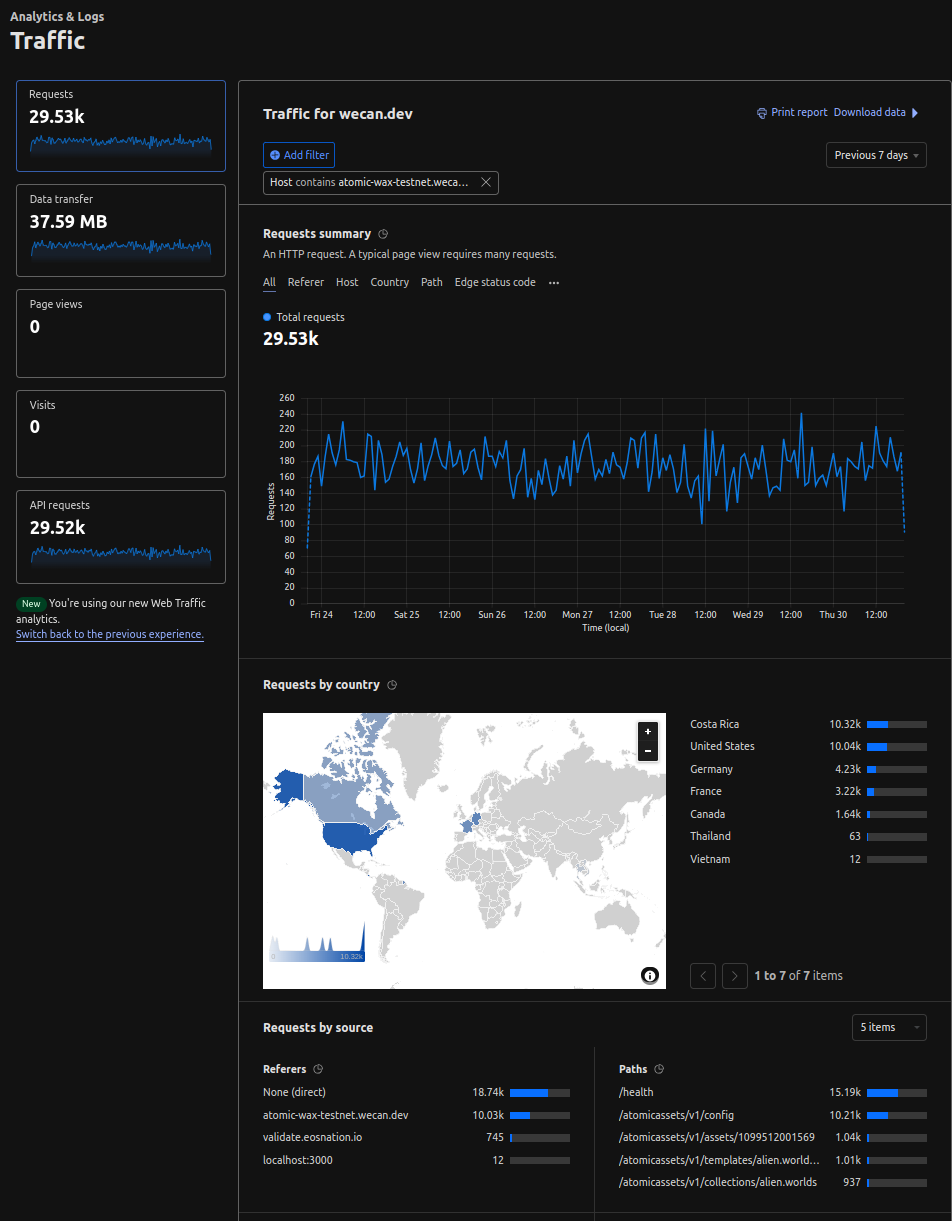 Analytics & Logs
Traffic
Requests
29.53k
Data transfer
37.59 MB
Page views
0
Visits
0
API requests
29.52k
New You're using our new Web Traffic
analytics.
Switch back to the previous experience.
Traffic for wecan.dev
Print report Download data
Add filter
Previous 7 days
Host contains atomic-wax-testnet.weca...
Requests summary
An HTTP request. A typical page view requires many requests.
All Referer Host Country Path Edge status code ...
Total requests
29.53k
260
240
220
200
180
160
140
120
100
80
60
40
20
0
Requests
Fri 24 12:00 Sat 25 12:00 Sun 26 12:00 Mon 27 12:00 Tue 28 12:00 Wed 29 12:00 Thu 30 12:00
Time (local)
Requests by country
+
−
0 10.32k
Costa Rica 10.32k
United States 10.04k
Germany 4.23k
France 3.22k
Canada 1.64k
Thailand 63
Vietnam 12
1 to 7 of 7 items
Requests by source
5 items
Referers
None (direct) 18.74k
atomic-wax-testnet.wecan.dev 10.03k
validate.eosnation.io 745
localhost:3000 12
Paths
/health 15.19k
/atomicassets/v1/config 10.21k
/atomicassets/v1/assets/1099512001569 1.04k
/atomicassets/v1/templates/alien.world... 1.01k
/atomicassets/v1/collections/alien.worlds 937